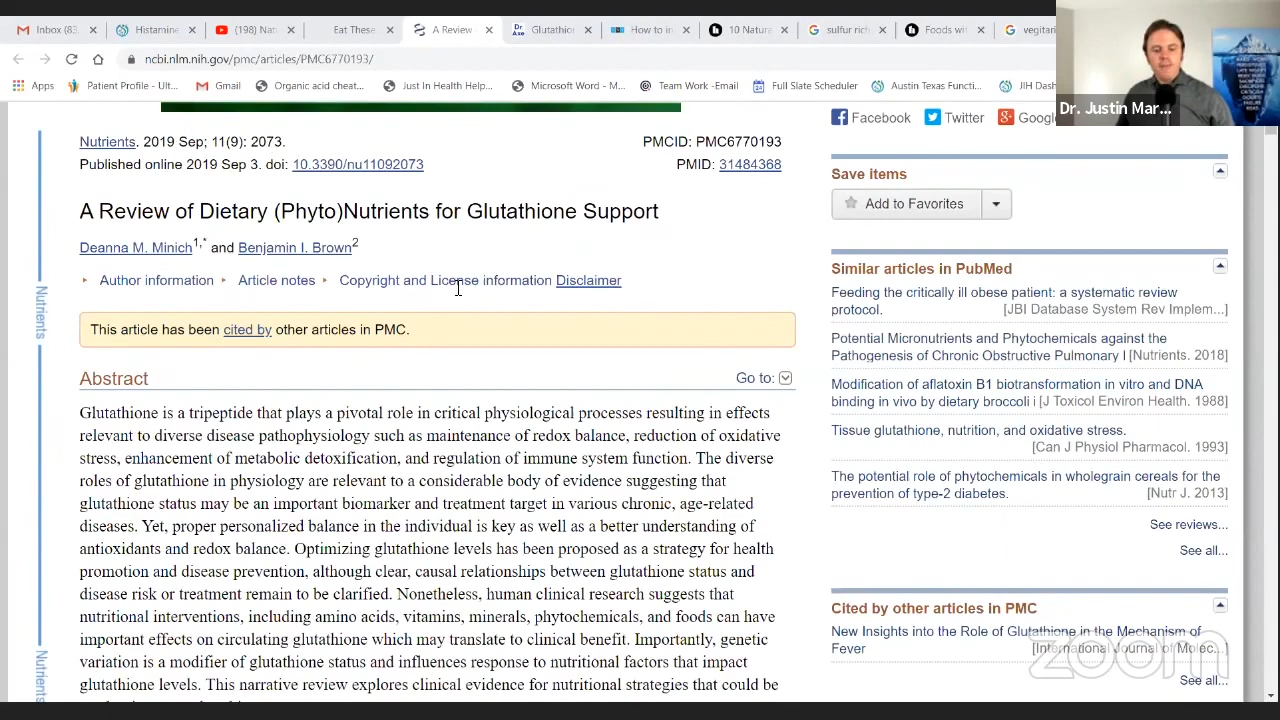 Inbox (83,
Histamine
(198) Nat
Eat These
A Review
Dr. Axe
Glutathior
How to in
10 Natura
sulfur rich
Foods wit
vegitaria
ncbi.nlm.nih.gov/pmc/articles/PMC6770193/
Apps
Patient Profile - Ult...
Gmail
Organic acid cheat...
Just In Health Telep...
Microsoft Word - M...
Team Work -Email
Full Slate Scheduler
Austin Texas Functi...
JIH Dashb
Dr. Justin Mar...
Facebook
Twitter
Google
Nutrients. 2019 Sep; 11(9): 2073.
PMCID: PMC6770193
Published online 2019 Sep 3. doi: 10.3390/nu11092073
PMID: 31484368
A Review of Dietary (Phyto)Nutrients for Glutathione Support
Deanna M. Minich1,* and Benjamin I. Brown2
Author information
Article notes
Copyright and License information Disclaimer
This article has been cited by other articles in PMC.
Abstract
Go to:
Glutathione is a tripeptide that plays a pivotal role in critical physiological processes resulting in effects
relevant to diverse disease pathophysiology such as maintenance of redox balance, reduction of oxidative
stress, enhancement of metabolic detoxification, and regulation of immune system function. The diverse
roles of glutathione in physiology are relevant to a considerable body of evidence suggesting that
glutathione status may be an important biomarker and treatment target in various chronic, age-related
diseases. Yet, proper personalized balance in the individual is key as well as a better understanding of
antioxidants and redox balance. Optimizing glutathione levels has been proposed as a strategy for health
promotion and disease prevention, although clear, causal relationships between glutathione status and
disease risk or treatment remain to be clarified. Nonetheless, human clinical research suggests that
nutritional interventions, including amino acids, vitamins, minerals, phytochemicals, and foods can have
important effects on circulating glutathione which may translate to clinical benefit. Importantly, genetic
variation is a modifier of glutathione status and influences response to nutritional factors that impact
glutathione levels. This narrative review explores clinical evidence for nutritional strategies that could be
Nutrients
Nutrients
Save items
Add to Favorites
Similar articles in PubMed
Feeding the critically ill obese patient: a systematic review
protocol. [JBI Database System Rev Implem...]
Potential Micronutrients and Phytochemicals against the
Pathogenesis of Chronic Obstructive Pulmonary [Nutrients. 2018]
Modification of aflatoxin B1 biotransformation in vitro and DNA
binding in vivo by dietary broccoli [J Toxicol Environ Health. 1988]
Tissue glutathione, nutrition, and oxidative stress.
[Can J Physiol Pharmacol. 1993]
The potential role of phytochemicals in wholegrain cereals for the
prevention of type-2 diabetes. [Nutr J. 2013]
See reviews...
See all...
Cited by other articles in PMC
New Insights into the Role of Glutathione in the Mechanism of
Fever [International Journal of Molec...]
See all...
zoom